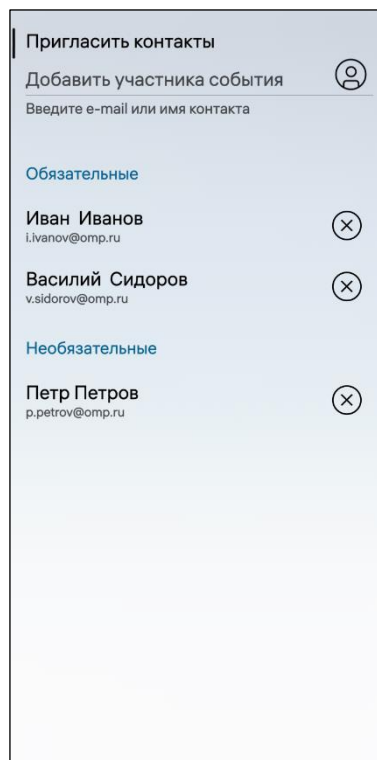 Пригласить контакты
Добавить участника события
Введите e-mail или имя контакта
Обязательные
Иван Иванов
i.ivanov@omp.ru
Василий Сидоров
v.sidorov@omp.ru
Необязательные
Петр Петров
p.petrov@omp.ru